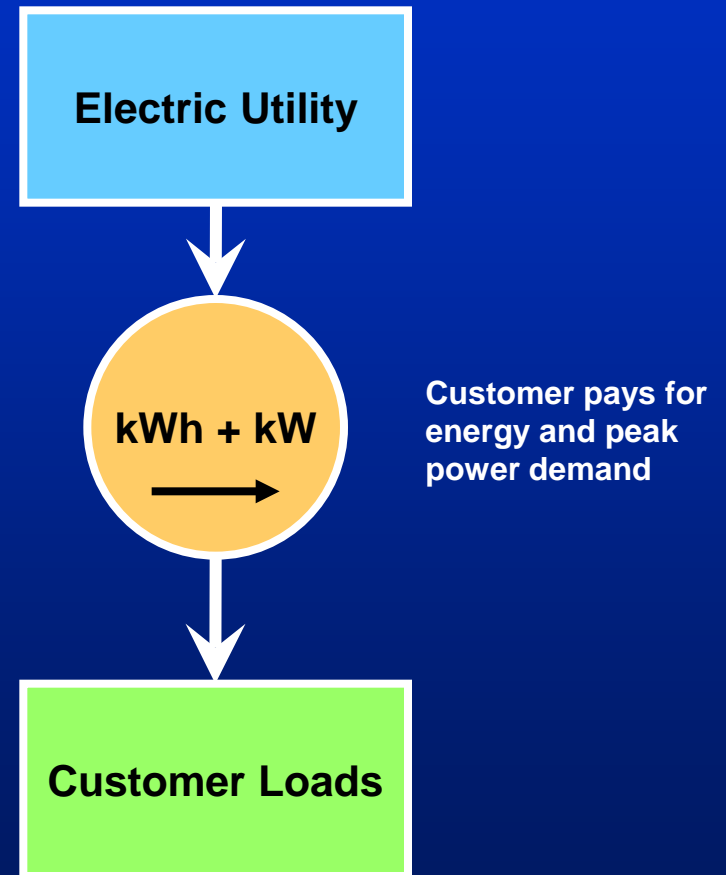 Electric Utility
kWh + kW
Customer pays for
energy and peak
power demand
Customer Loads